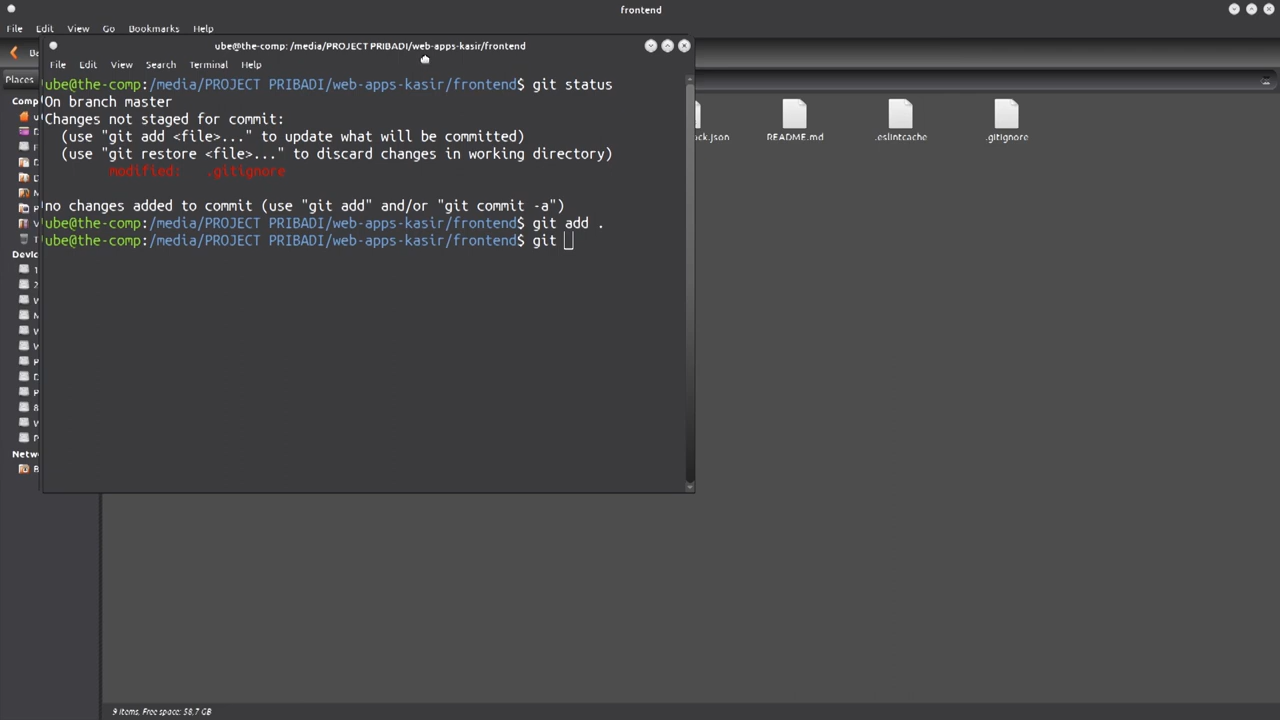 frontend
File Edit View Go Bookmarks Help
ube@the-comp: /media/PROJECT PRIBADI/web-apps-kasir/frontend
File Edit View Search Terminal Help
Places
ube@the-comp:/media/PROJECT PRIBADI/web-apps-kasir/frontend$ git status
On branch master
Changes not staged for commit:
(use "git add <file>..." to update what will be committed)
(use "git restore <file>..." to discard changes in working directory)
modified: .gitignore
no changes added to commit (use "git add" and/or "git commit -a")
ube@the-comp:/media/PROJECT PRIBADI/web-apps-kasir/frontend$ git add .
ube@the-comp:/media/PROJECT PRIBADI/web-apps-kasir/frontend$ git
README.md
.eslintcache
.gitignore
Comp
Devic
Netw
9 items, Free space: 58,7 GB